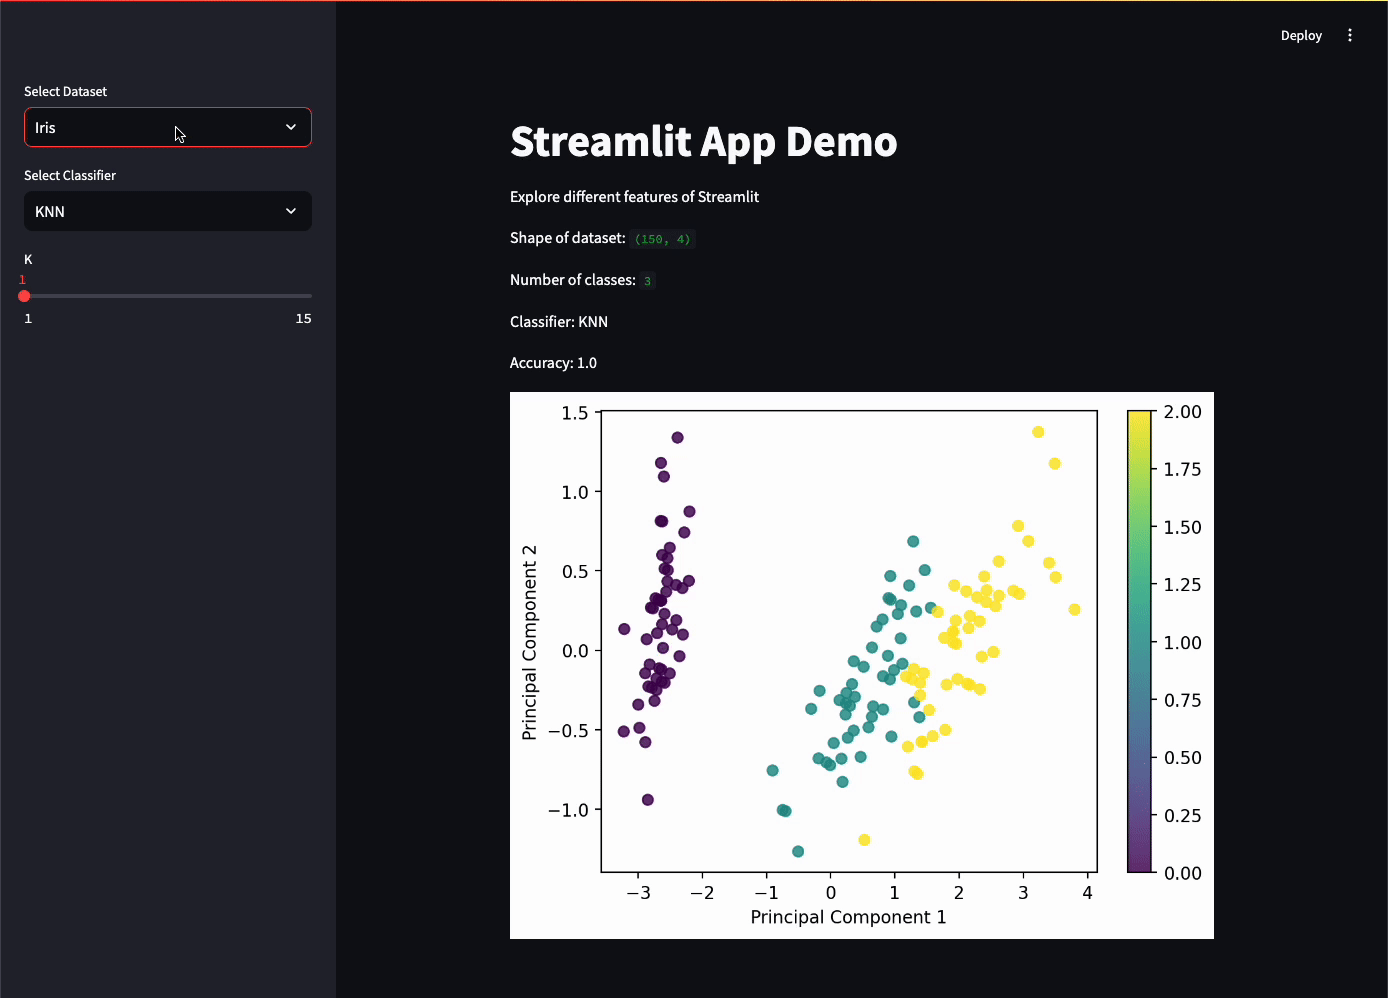 Deploy
Select Dataset
Iris
Select Classifier
KNN
K
1
1 15
Streamlit App Demo
Explore different features of Streamlit
Shape of dataset: (150, 4)
Number of classes: 3
Classifier: KNN
Accuracy: 1.0
1.5
1.0
0.5
0.0
−0.5
−1.0
Principal Component 2
−3 −2 −1 0 1 2 3 4
Principal Component 1
2.00
1.75
1.50
1.25
1.00
0.75
0.50
0.25
0.00